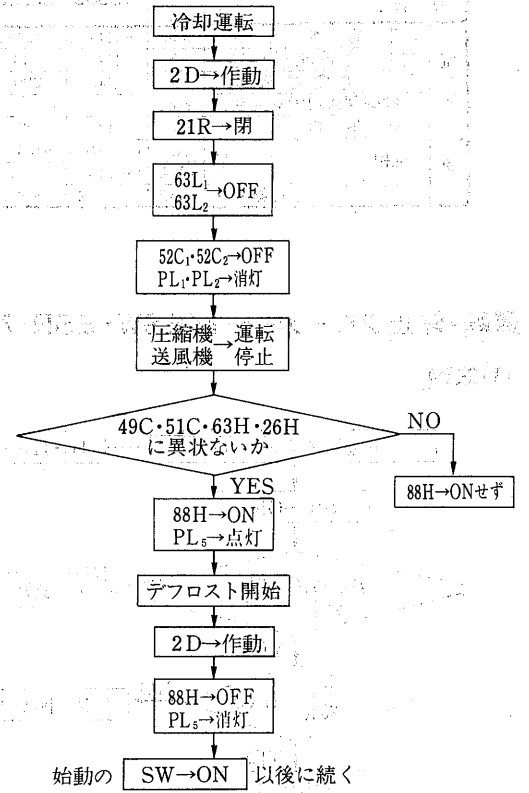 冷却運転
2D→作動
21R→閉
63L₁
63L₂ →OFF
52C₁・52C₂→OFF
PL₁・PL₂→消灯
圧縮機→運転
送風機 停止
49C・51C・63H・26H
に異状ないか
NO
88H→ONせず
YES
88H→ON
PL₅→点灯
デフロスト開始
2D→作動
88H→OFF
PL₅→消灯
始動の SW→ON 以後に続く